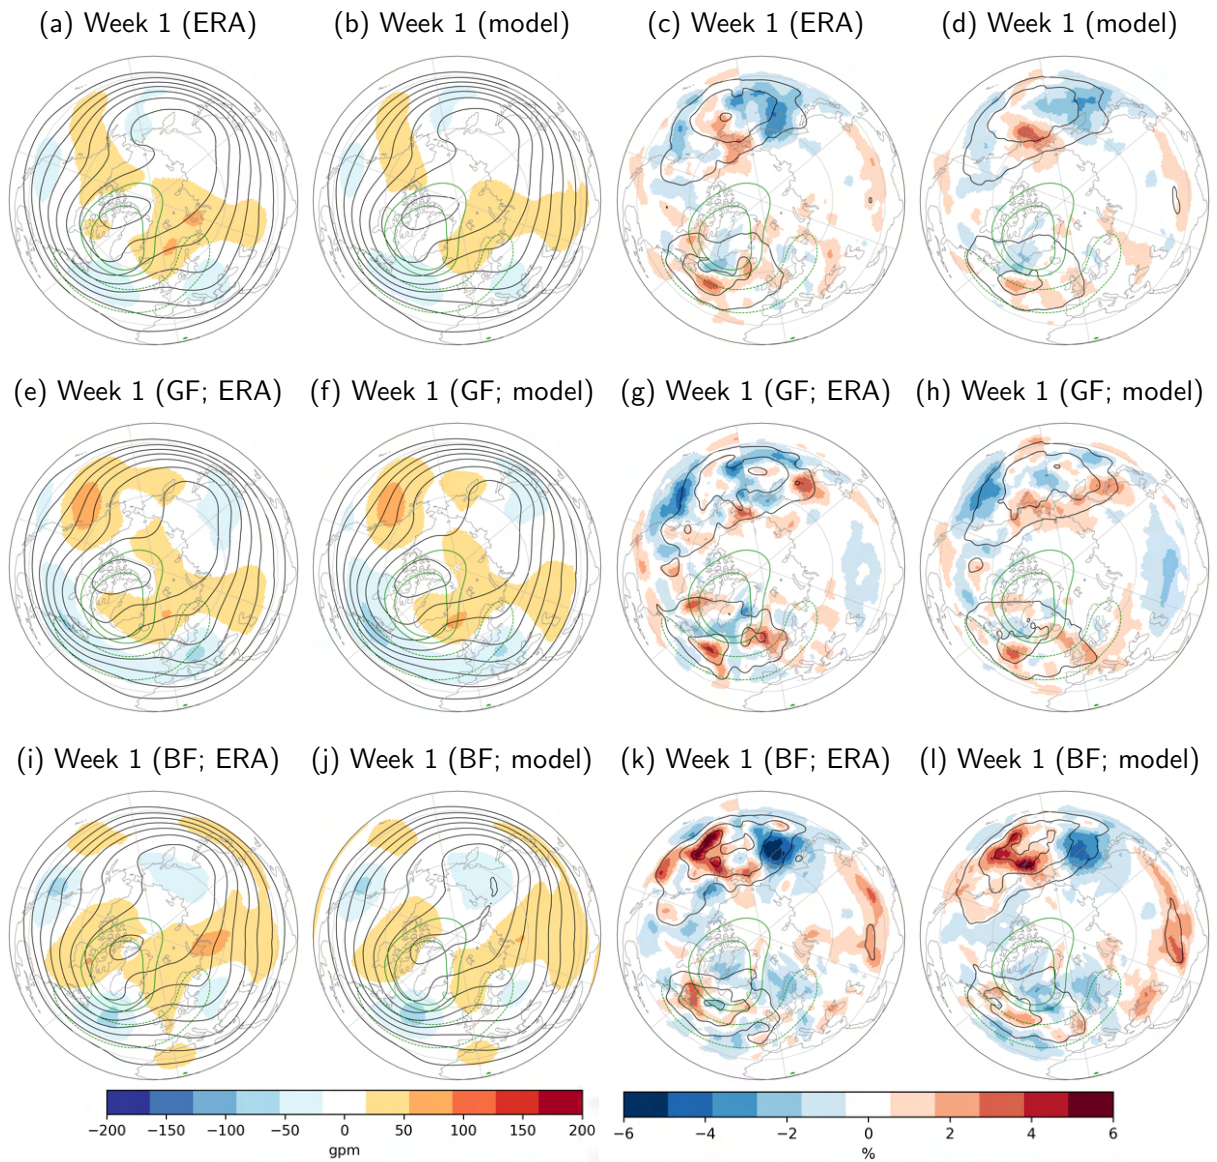 (a) Week 1 (ERA) (b) Week 1 (model) (c) Week 1 (ERA) (d) Week 1 (model)
(e) Week 1 (GF; ERA) (f) Week 1 (GF; model) (g) Week 1 (GF; ERA) (h) Week 1 (GF; model)
(i) Week 1 (BF; ERA) (j) Week 1 (BF; model) (k) Week 1 (BF; ERA) (l) Week 1 (BF; model)
−200 −150 −100 −50 0 50 100 150 200 −6 −4 −2 0 2 4 6
gpm %